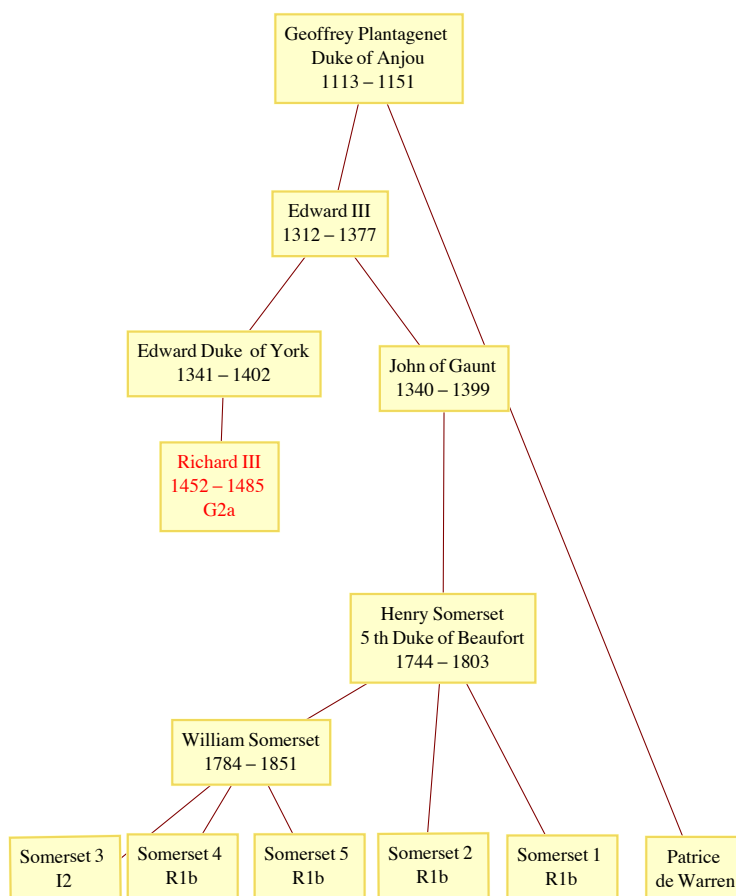 Geoffrey Plantagenet
Duke of Anjou
1113 – 1151
Edward III
1312 – 1377
Edward Duke of York
1341 – 1402
John of Gaunt
1340 – 1399
Richard III
1452 – 1485
G2a
Henry Somerset
5 th Duke of Beaufort
1744 – 1803
William Somerset
1784 – 1851
Somerset 3
I2
Somerset 4
R1b
Somerset 5
R1b
Somerset 2
R1b
Somerset 1
R1b
Patrice
de Warren